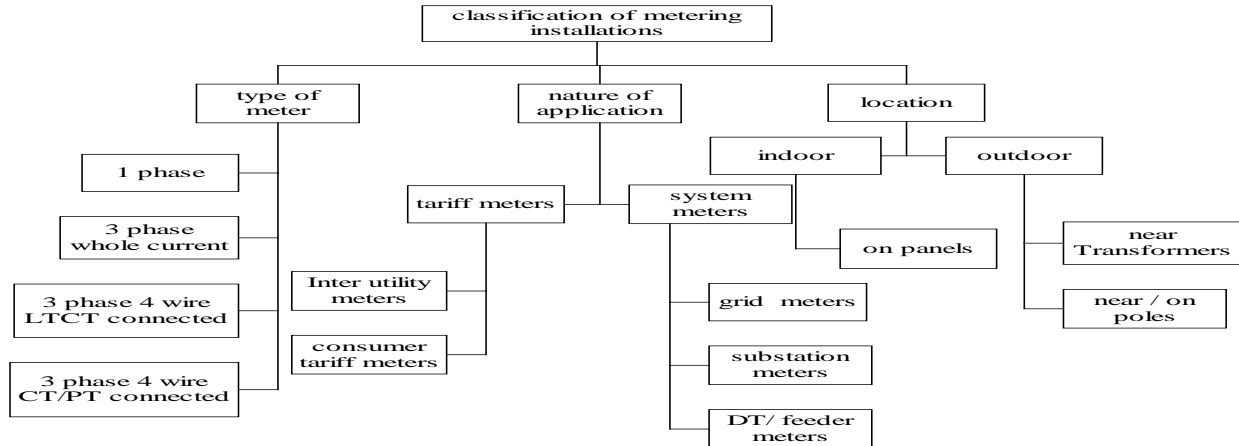 classification of metering
installations
type of
meter
nature of
application
location
1 phase
3 phase
whole current
3 phase 4 wire
LTCT connected
3 phase 4 wire
CT/PT connected
tariff meters
system
meters
Inter utility
meters
consumer
tariff meters
grid meters
substation
meters
DT/ feeder
meters
indoor
outdoor
on panels
near
Transformers
near / on
poles